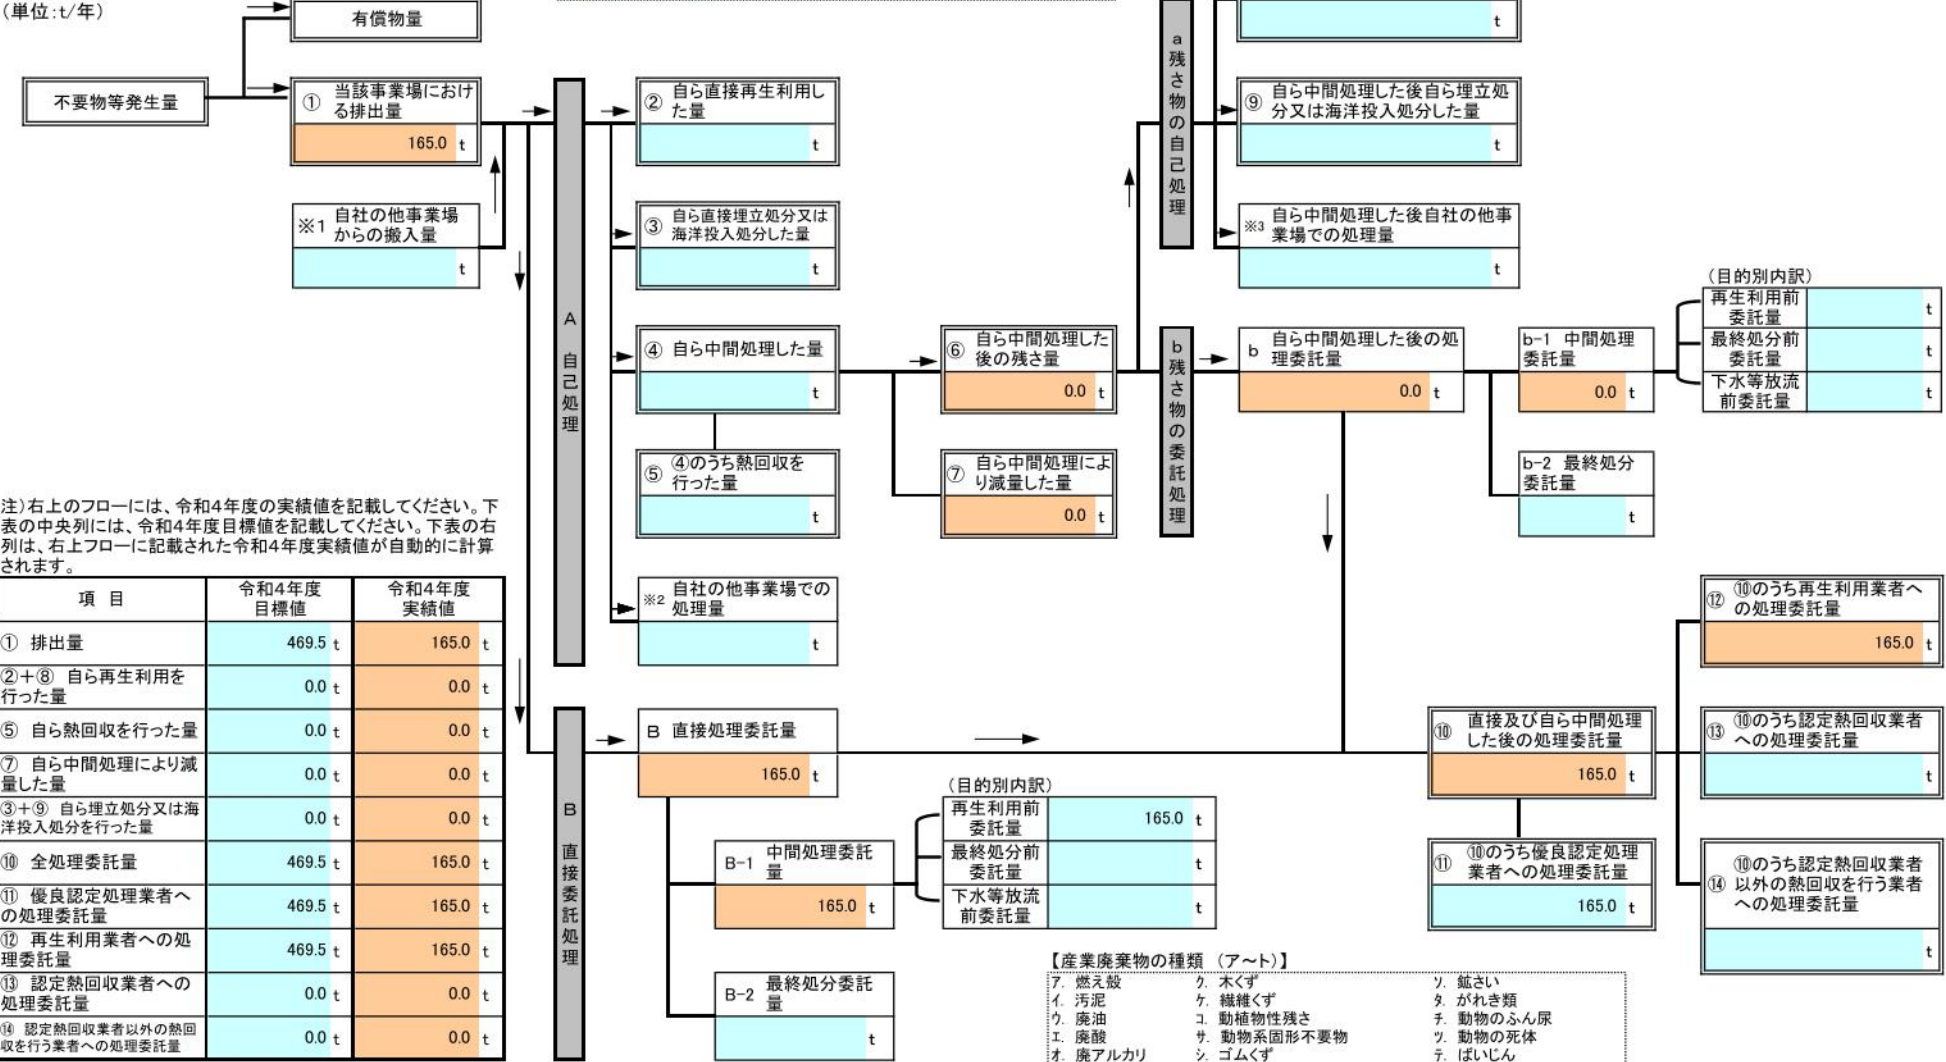 (単位:t/年)
有償物量
不要物等発生量
① 当該事業場におけ
る排出量
165.0 t
※1 自社の他事業場
からの搬入量
t
A 自己処理
② 自ら直接再生利用し
た量
t
③ 自ら直接埋立処分又は
海洋投入処分した量
t
④ 自ら中間処理した量
t
⑤ ④のうち熱回収を
行った量
t
※2 自社の他事業場での
処理量
t
⑥ 自ら中間処理した
後の残さ量
0.0 t
⑦ 自ら中間処理によ
り減量した量
0.0 t
a 残さ物の自己処理
t
⑨ 自ら中間処理した後自ら埋立処
分又は海洋投入処分した量
t
※3 自ら中間処理した後自社の他事
業場での処理量
t
b 残さ物の委託処理
b 自ら中間処理した後の処
理委託量
0.0 t
b-1 中間処理
委託量
0.0 t
(目的別内訳)
再生利用前
委託量
t
最終処分前
委託量
t
下水等放流
前委託量
t
b-2 最終処分
委託量
t
注)右上のフローには、令和4年度の実績値を記載してください。下
表の中央列には、令和4年度目標値を記載してください。下表の右
列は、右上フローに記載された令和4年度実績値が自動的に計算
されます。
項 目
令和4年度
目標値
令和4年度
実績値
① 排出量
469.5 t
165.0 t
②+⑧ 自ら再生利用を
行った量
0.0 t
0.0 t
⑤ 自ら熱回収を行った量
0.0 t
0.0 t
⑦ 自ら中間処理により減
量した量
0.0 t
0.0 t
③+⑨ 自ら埋立処分又は海
洋投入処分を行った量
0.0 t
0.0 t
⑩ 全処理委託量
469.5 t
165.0 t
⑪ 優良認定処理業者へ
の処理委託量
469.5 t
165.0 t
⑫ 再生利用業者への処
理委託量
469.5 t
165.0 t
⑬ 認定熱回収業者への
処理委託量
0.0 t
0.0 t
⑭ 認定熱回収業者以外の熱回
収を行う業者への処理委託量
0.0 t
0.0 t
B 直接委託処理
B 直接処理委託量
165.0 t
B-1 中間処理委託
量
165.0 t
(目的別内訳)
再生利用前
委託量
165.0 t
最終処分前
委託量
t
下水等放流
前委託量
t
B-2 最終処分委託
量
t
⑩ 直接及び自ら中間処理
した後の処理委託量
165.0 t
⑪ ⑩のうち優良認定処理
業者への処理委託量
165.0 t
⑫ ⑩のうち再生利用業者へ
の処理委託量
165.0 t
⑬ ⑩のうち認定熱回収業者
への処理委託量
t
⑭ ⑩のうち認定熱回収業者
以外の熱回収を行う業者
への処理委託量
t
【産業廃棄物の種類 (ア～ト)】
ア. 燃え殻
イ. 汚泥
ウ. 廃油
エ. 廃酸
オ. 廃アルカリ
ク. 木くず
ケ. 繊維くず
コ. 動植物性残さ
サ. 動物系固形不要物
シ. ゴムくず
ソ. 鉱さい
タ. がれき類
チ. 動物のふん尿
ツ. 動物の死体
テ. ばいじん